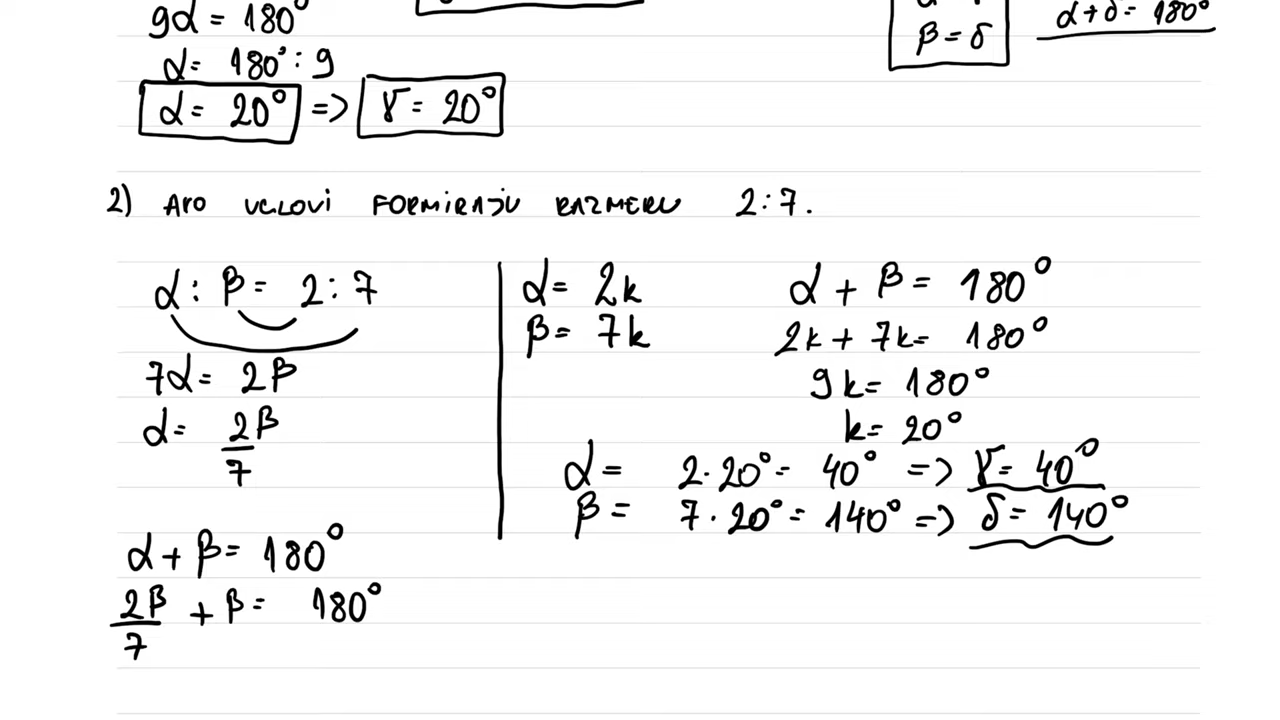 9α = 180°
α = 180° : 9
α = 20° => γ = 20°
β = δ
α + δ = 180°
2) AKO UGLOVI FORMIRAJU RAZMERU 2 : 7.
α : β = 2 : 7
7α = 2β
α = 2β/7
α + β = 180°
2β/7 + β = 180°
α = 2k
β = 7k
α + β = 180°
2k + 7k = 180°
9k = 180°
k = 20°
α = 2 · 20° = 40° => γ = 40°
β = 7 · 20° = 140° => δ = 140°